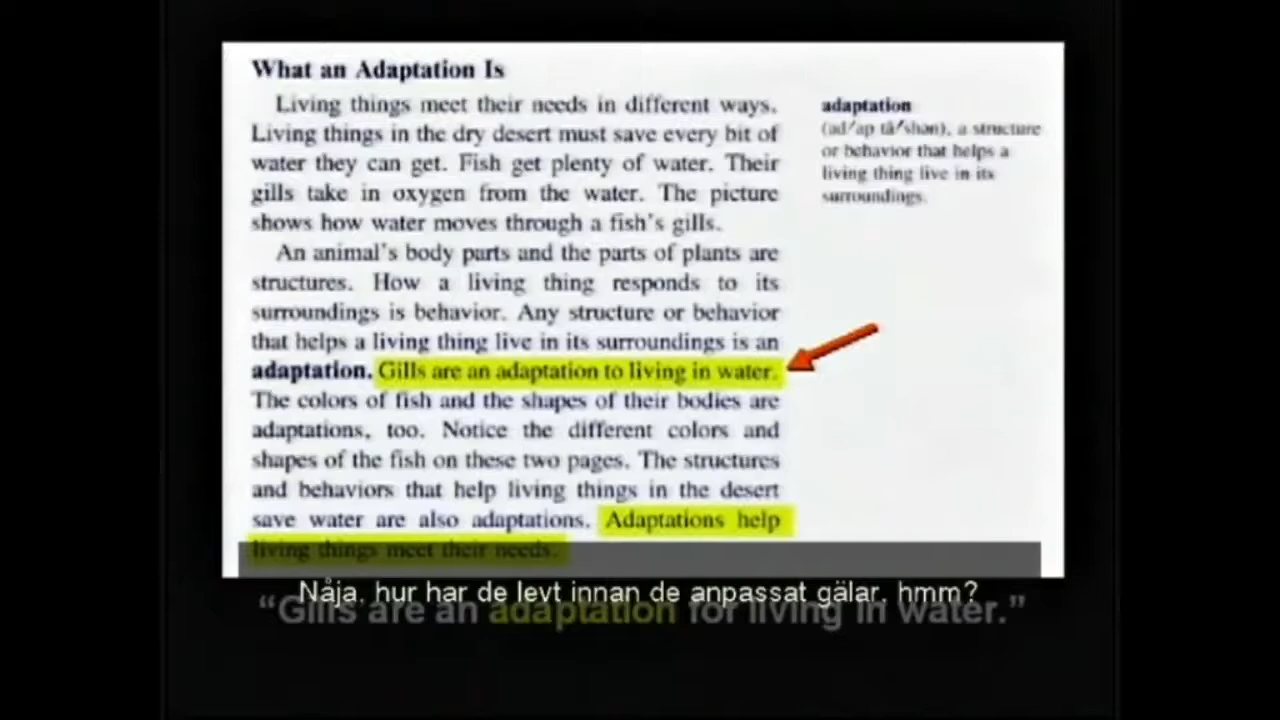 What an Adaptation Is
Living things meet their needs in different ways.
Living things in the dry desert must save every bit of
water they can get. Fish get plenty of water. Their
gills take in oxygen from the water. The picture
shows how water moves through a fish's gills.
An animal's body parts and the parts of plants are
structures. How a living thing responds to its
surroundings is behavior. Any structure or behavior
that helps a living thing live in its surroundings is an
adaptation. Gills are an adaptation to living in water.
The colors of fish and the shapes of their bodies are
adaptations, too. Notice the different colors and
shapes of the fish on these two pages. The structures
and behaviors that help living things in the desert
save water are also adaptations. Adaptations help
living things meet their needs.
adaptation
(ad′ap tā′shən), a structure
or behavior that helps a
living thing live in its
surroundings.
Nåja, hur har de levt innan de anpassat gälar, hmm?
“Gills are an adaptation for living in water.”